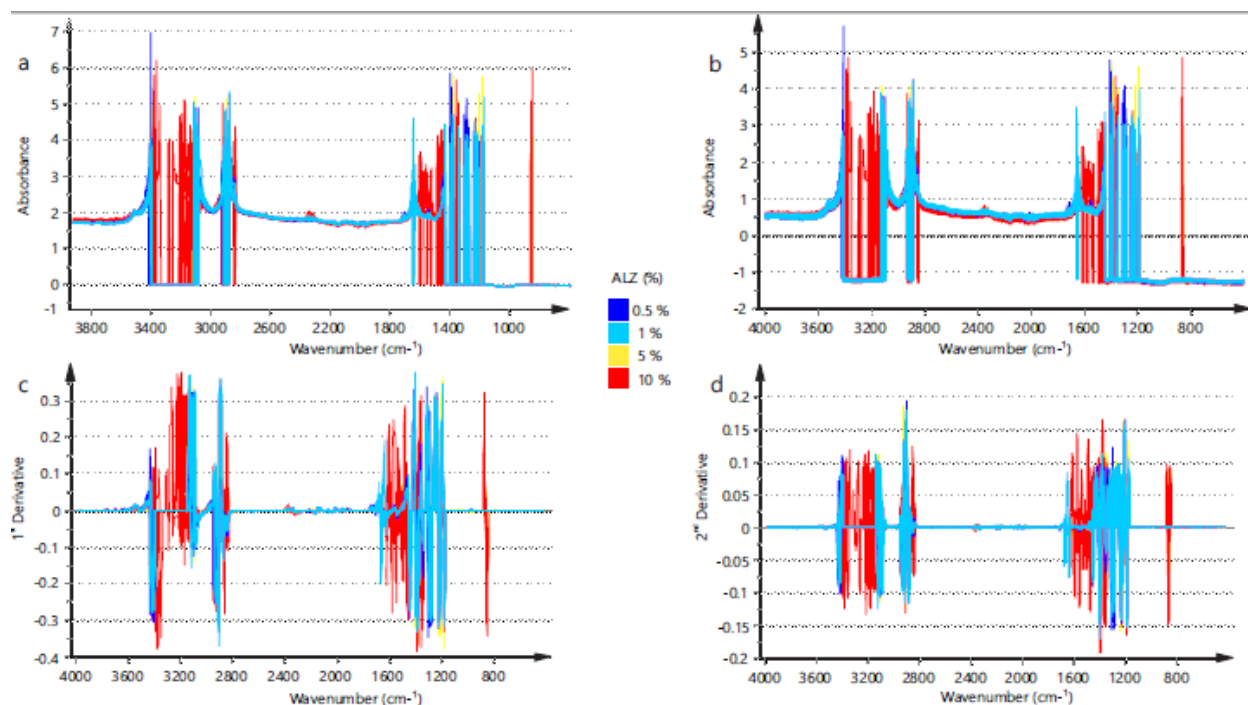 a
7
6
5
4
3
2
1
0
-1
Absorbance
3800 3400 3000 2600 2200 1800 1400 1000
Wavenumber (cm-¹)
b
5
4
3
2
1
0
-1
-2
Absorbance
4000 3600 3200 2800 2400 2000 1600 1200 800
Wavenumber (cm-¹)
ALZ (%)
0.5 %
1 %
5 %
10 %
c
0.3
0.2
0.1
0
-0.1
-0.2
-0.3
-0.4
1ˢᵗ Derivative
4000 3600 3200 2800 2400 2000 1600 1200 800
Wavenumber (cm-¹)
d
0.2
0.15
0.1
0.05
0
-0.05
-0.1
-0.15
-0.2
2ⁿᵈ Derivative
4000 3600 3200 2800 2400 2000 1600 1200 800
Wavenumber (cm-¹)